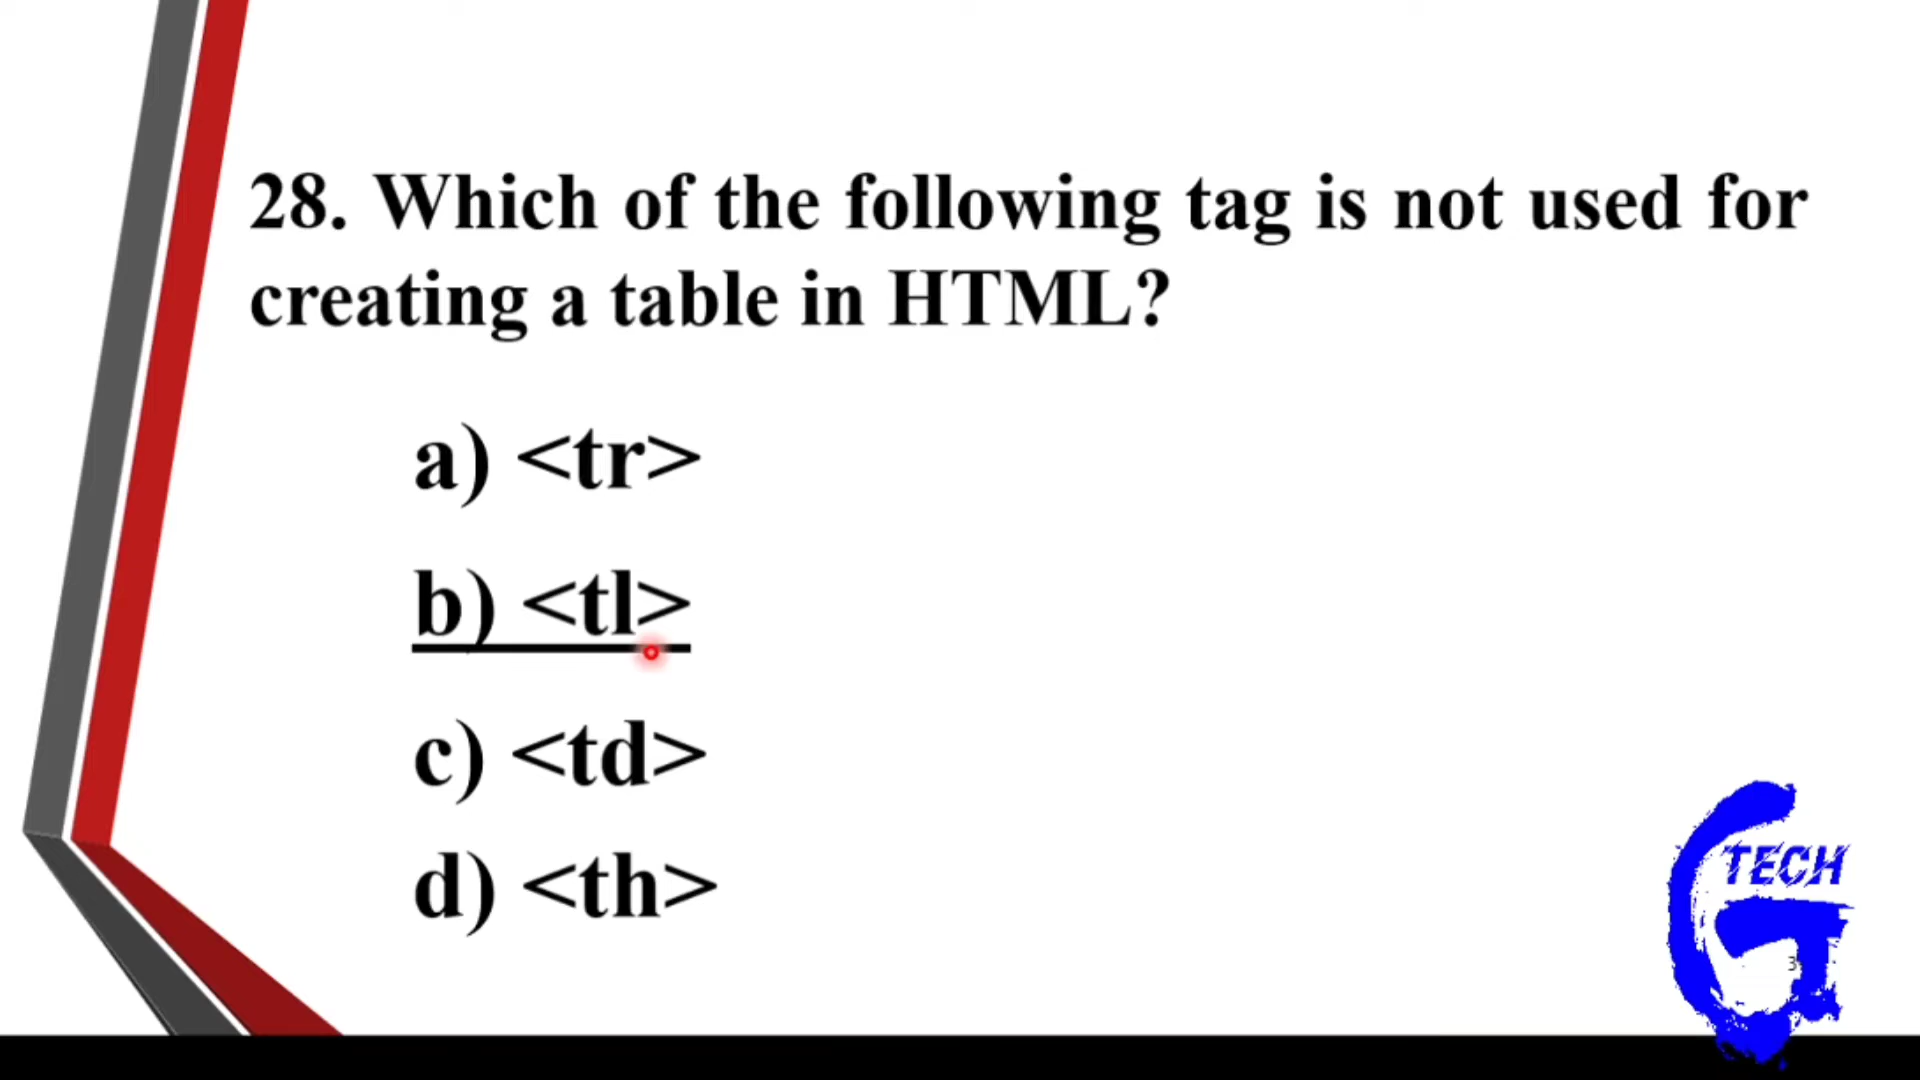 28. Which of the following tag is not used for
creating a table in HTML?
a) <tr>
b) <tl>
c) <td>
d) <th>
TECH